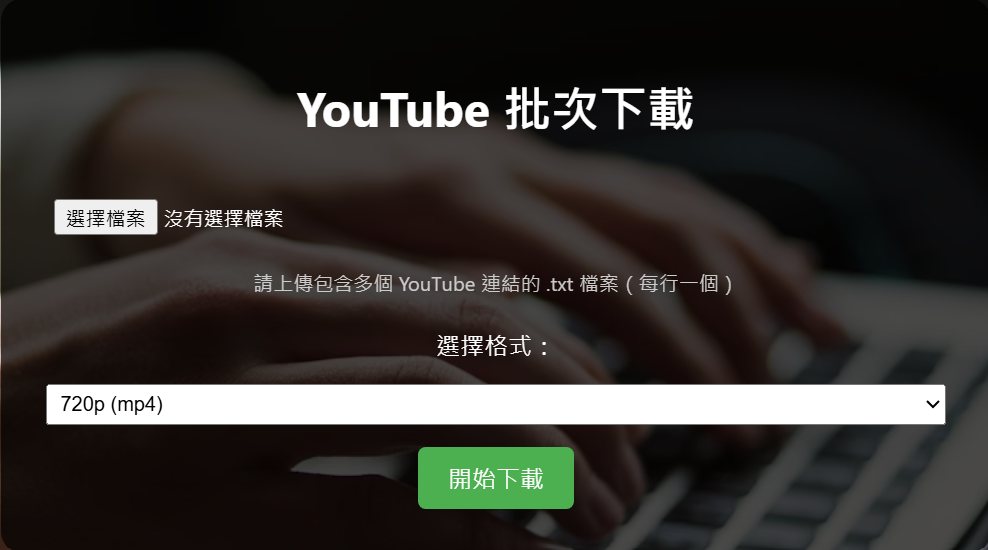 YouTube 批次下載
選擇檔案 沒有選擇檔案
請上傳包含多個 YouTube 連結的 .txt 檔案（每行一個）
選擇格式：
720p (mp4)
開始下載